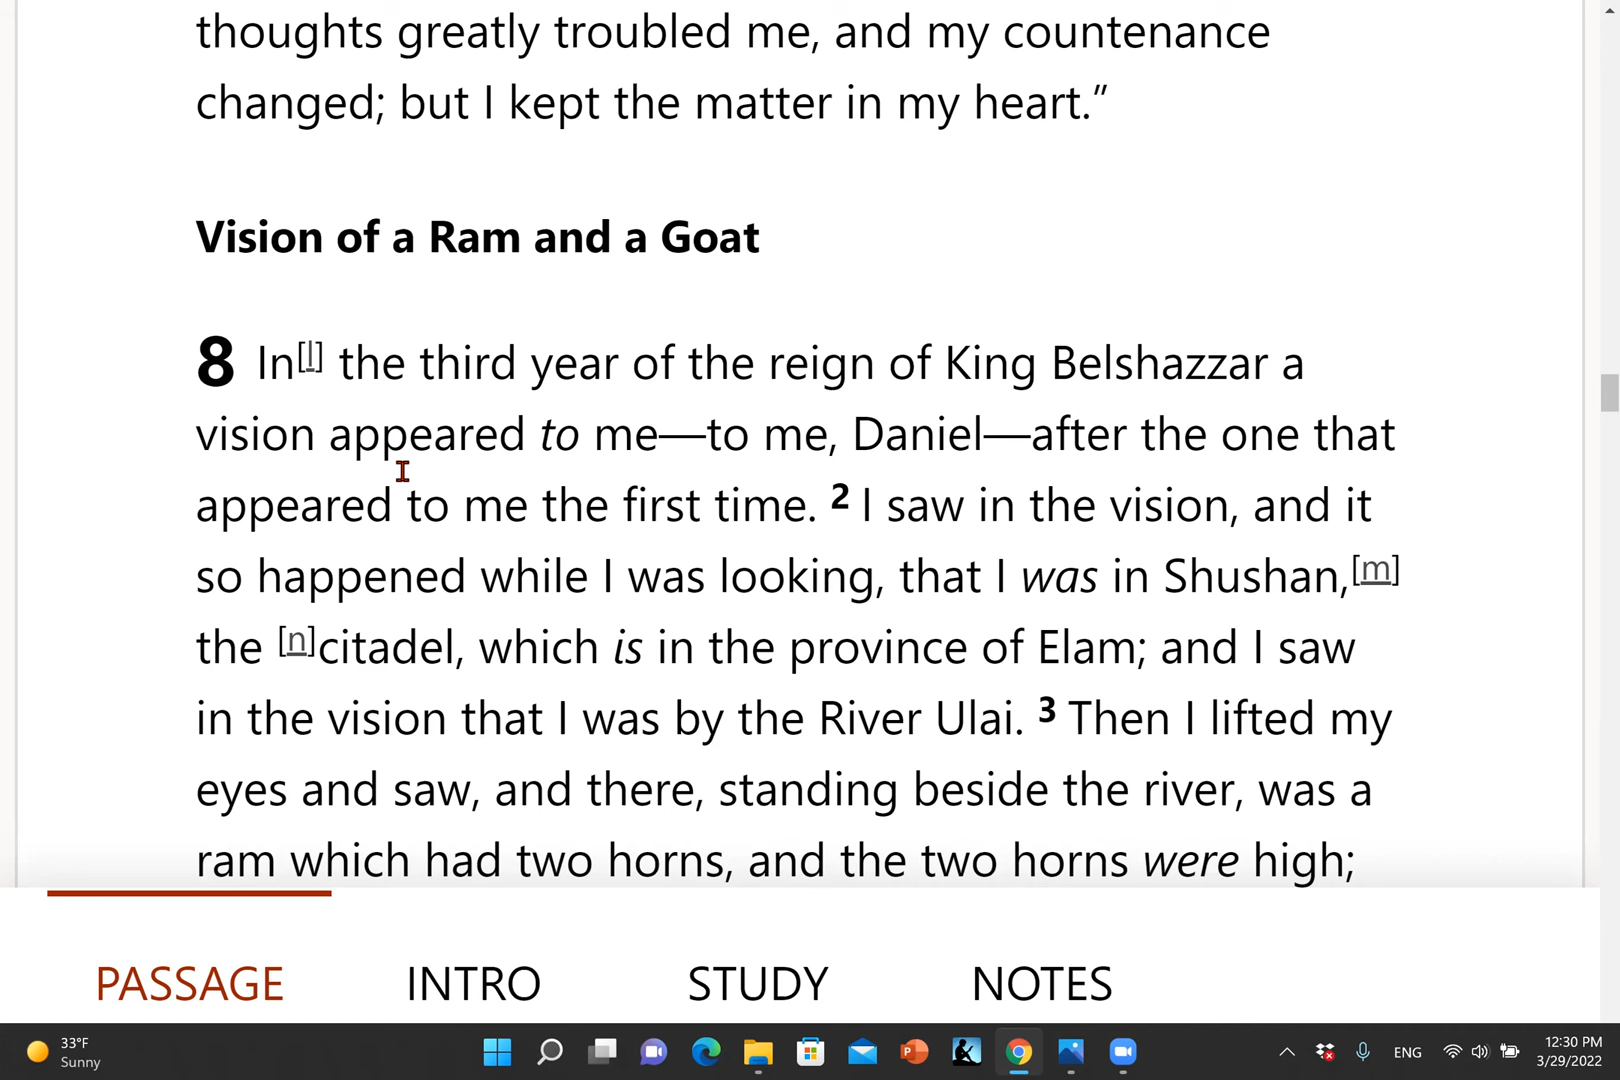 thoughts greatly troubled me, and my countenance
changed; but I kept the matter in my heart.”
Vision of a Ram and a Goat
8 In[l] the third year of the reign of King Belshazzar a
vision appeared to me—to me, Daniel—after the one that
appeared to me the first time. 2 I saw in the vision, and it
so happened while I was looking, that I was in Shushan,[m]
the [n]citadel, which is in the province of Elam; and I saw
in the vision that I was by the River Ulai. 3 Then I lifted my
eyes and saw, and there, standing beside the river, was a
ram which had two horns, and the two horns were high;
PASSAGE INTRO STUDY NOTES
33°F
Sunny
ENG
12:30 PM
3/29/2022